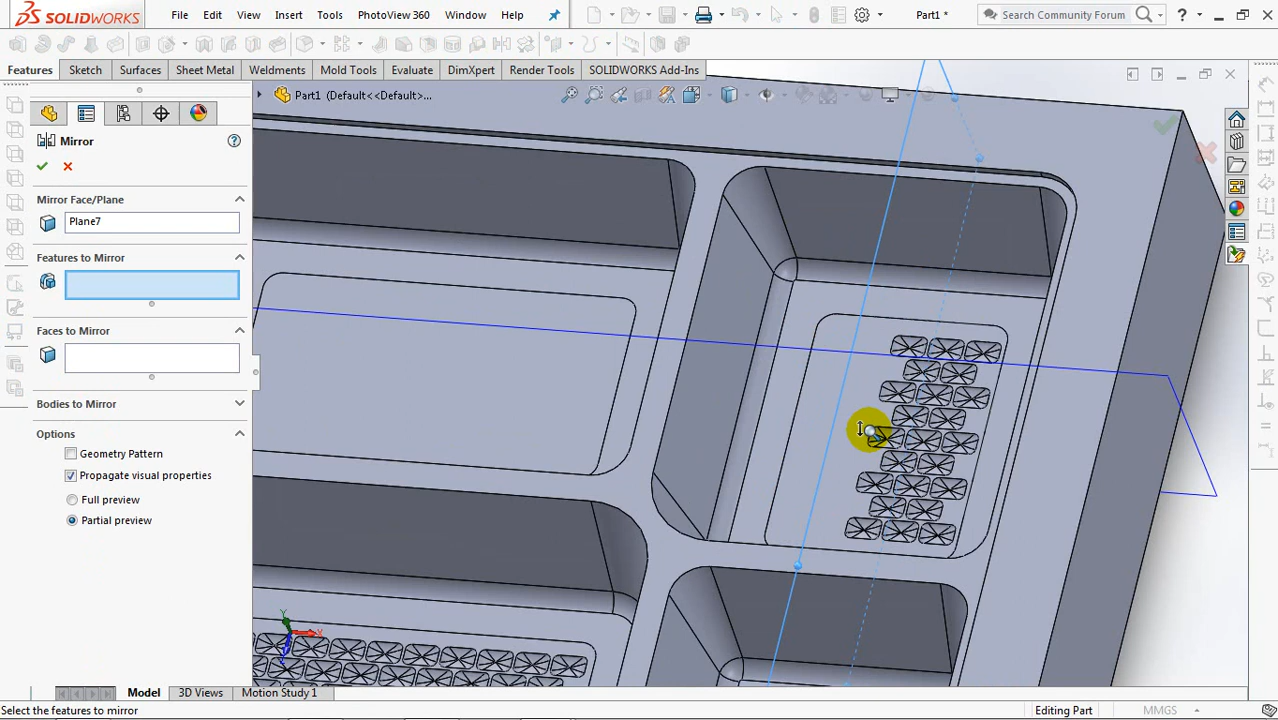 SOLIDWORKS File Edit View Insert Tools PhotoView 360 Window Help Part1 * Search Community Forum ?
Features Sketch Surfaces Sheet Metal Weldments Mold Tools Evaluate DimXpert Render Tools SOLIDWORKS Add-Ins
Part1 (Default<<Default>...
Mirror ?
Mirror Face/Plane
Plane7
Features to Mirror
Faces to Mirror
Bodies to Mirror
Options
Geometry Pattern
Propagate visual properties
Full preview
Partial preview
Y
X
Z
Model 3D Views Motion Study 1
Select the features to mirror Editing Part MMGS